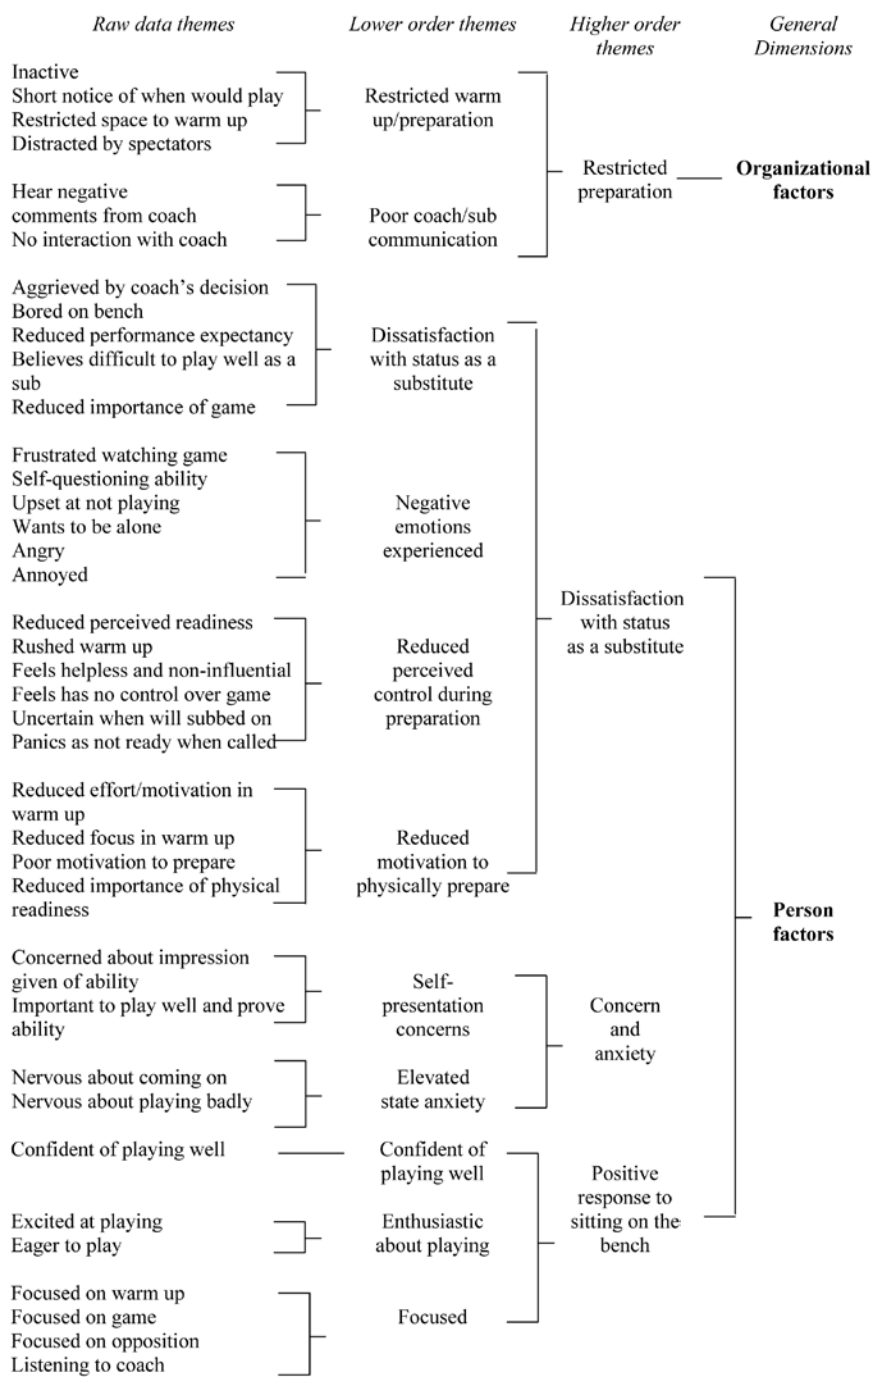 Raw data themes
Lower order themes
Higher order
themes
General
Dimensions
Inactive
Short notice of when would play
Restricted space to warm up
Distracted by spectators
Restricted warm
up/preparation
Hear negative
comments from coach
No interaction with coach
Poor coach/sub
communication
Restricted
preparation
Organizational
factors
Aggrieved by coach's decision
Bored on bench
Reduced performance expectancy
Believes difficult to play well as a
sub
Reduced importance of game
Dissatisfaction
with status as a
substitute
Frustrated watching game
Self-questioning ability
Upset at not playing
Wants to be alone
Angry
Annoyed
Negative
emotions
experienced
Reduced perceived readiness
Rushed warm up
Feels helpless and non-influential
Feels has no control over game
Uncertain when will subbed on
Panics as not ready when called
Reduced
perceived
control during
preparation
Reduced effort/motivation in
warm up
Reduced focus in warm up
Poor motivation to prepare
Reduced importance of physical
readiness
Reduced
motivation to
physically prepare
Dissatisfaction
with status
as a substitute
Concerned about impression
given of ability
Important to play well and prove
ability
Self-
presentation
concerns
Nervous about coming on
Nervous about playing badly
Elevated
state anxiety
Concern
and
anxiety
Confident of playing well
Confident of
playing well
Excited at playing
Eager to play
Enthusiastic
about playing
Focused on warm up
Focused on game
Focused on opposition
Listening to coach
Focused
Positive
response to
sitting on the
bench
Person
factors